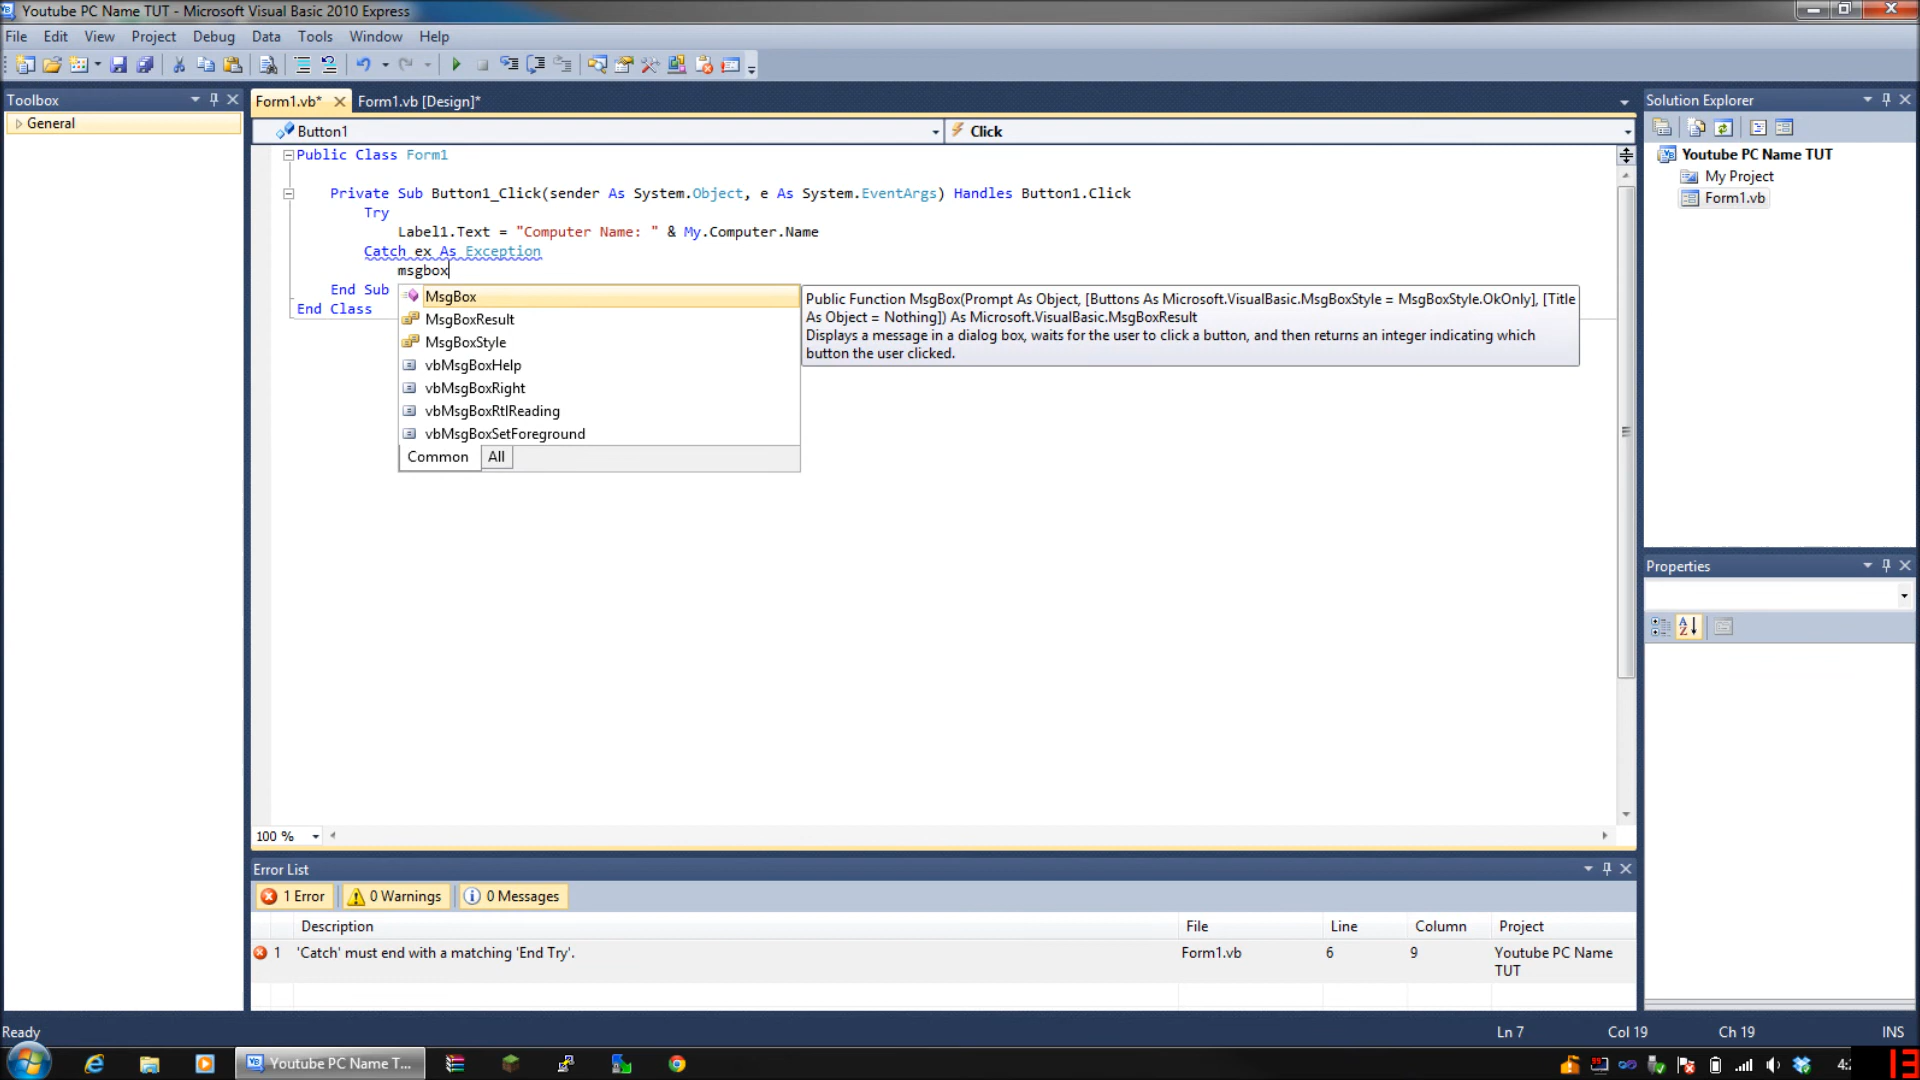 Youtube PC Name TUT - Microsoft Visual Basic 2010 Express
File Edit View Project Debug Data Tools Window Help
Toolbox
General
Form1.vb* Form1.vb [Design]*
Button1
Click
Public Class Form1
Private Sub Button1_Click(sender As System.Object, e As System.EventArgs) Handles Button1.Click
Try
Label1.Text = "Computer Name: " & My.Computer.Name
Catch ex As Exception
msgbox
End Sub
End Class
MsgBox
MsgBoxResult
MsgBoxStyle
vbMsgBoxHelp
vbMsgBoxRight
vbMsgBoxRtlReading
vbMsgBoxSetForeground
Common All
Public Function MsgBox(Prompt As Object, [Buttons As Microsoft.VisualBasic.MsgBoxStyle = MsgBoxStyle.OkOnly], [Title
As Object = Nothing]) As Microsoft.VisualBasic.MsgBoxResult
Displays a message in a dialog box, waits for the user to click a button, and then returns an integer indicating which
button the user clicked.
Solution Explorer
Youtube PC Name TUT
My Project
Form1.vb
Properties
100 %
Error List
1 Error 0 Warnings 0 Messages
Description File Line Column Project
1 'Catch' must end with a matching 'End Try'. Form1.vb 6 9 Youtube PC Name
TUT
Ready Ln 7 Col 19 Ch 19 INS
Youtube PC Name T...
13